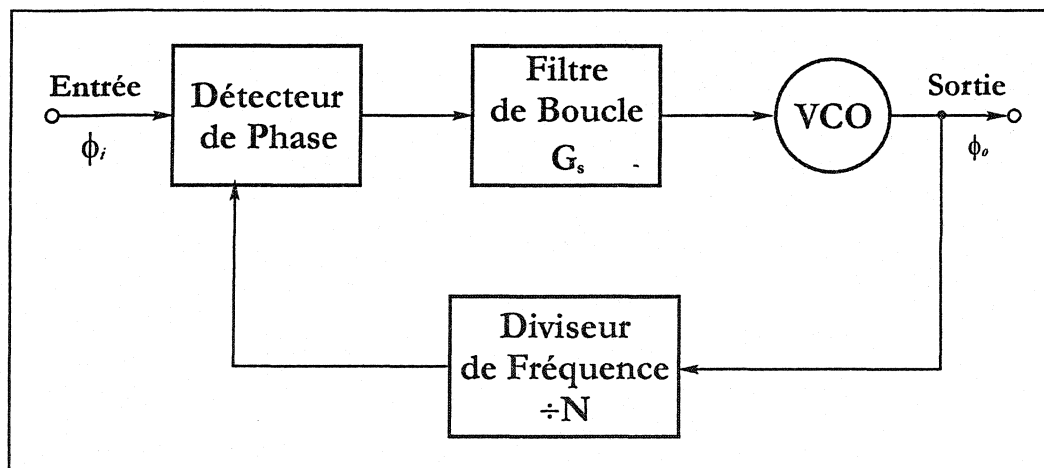 Entrée
ϕi
Détecteur
de Phase
Filtre
de Boucle
Gs
VCO
Sortie
ϕo
Diviseur
de Fréquence
÷N